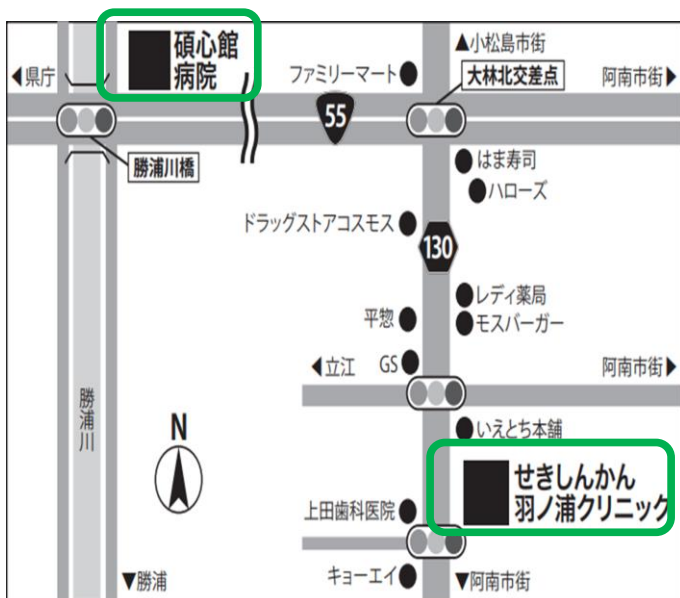 碩心館
病院
▲小松島市街
◀県庁
ファミリーマート
大林北交差点
阿南市街▶
55
勝浦川橋
はま寿司
ハローズ
ドラッグストアコスモス
130
レディ薬局
平惣
モスバーガー
◀立江
GS
阿南市街▶
勝浦川
N
いえとち本舗
せきしんかん
羽ノ浦クリニック
上田歯科医院
▼勝浦
キョーエイ
▼阿南市街